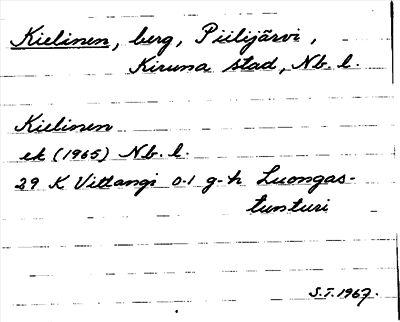 Kielinen, berg, Piilijärvi,
Kiruna stad, Nb. l.
Kielinen
ek (1965) Nb. l.
29 K Vittangi 0-1 g-h Luongas-
tunturi
S.T. 1967.